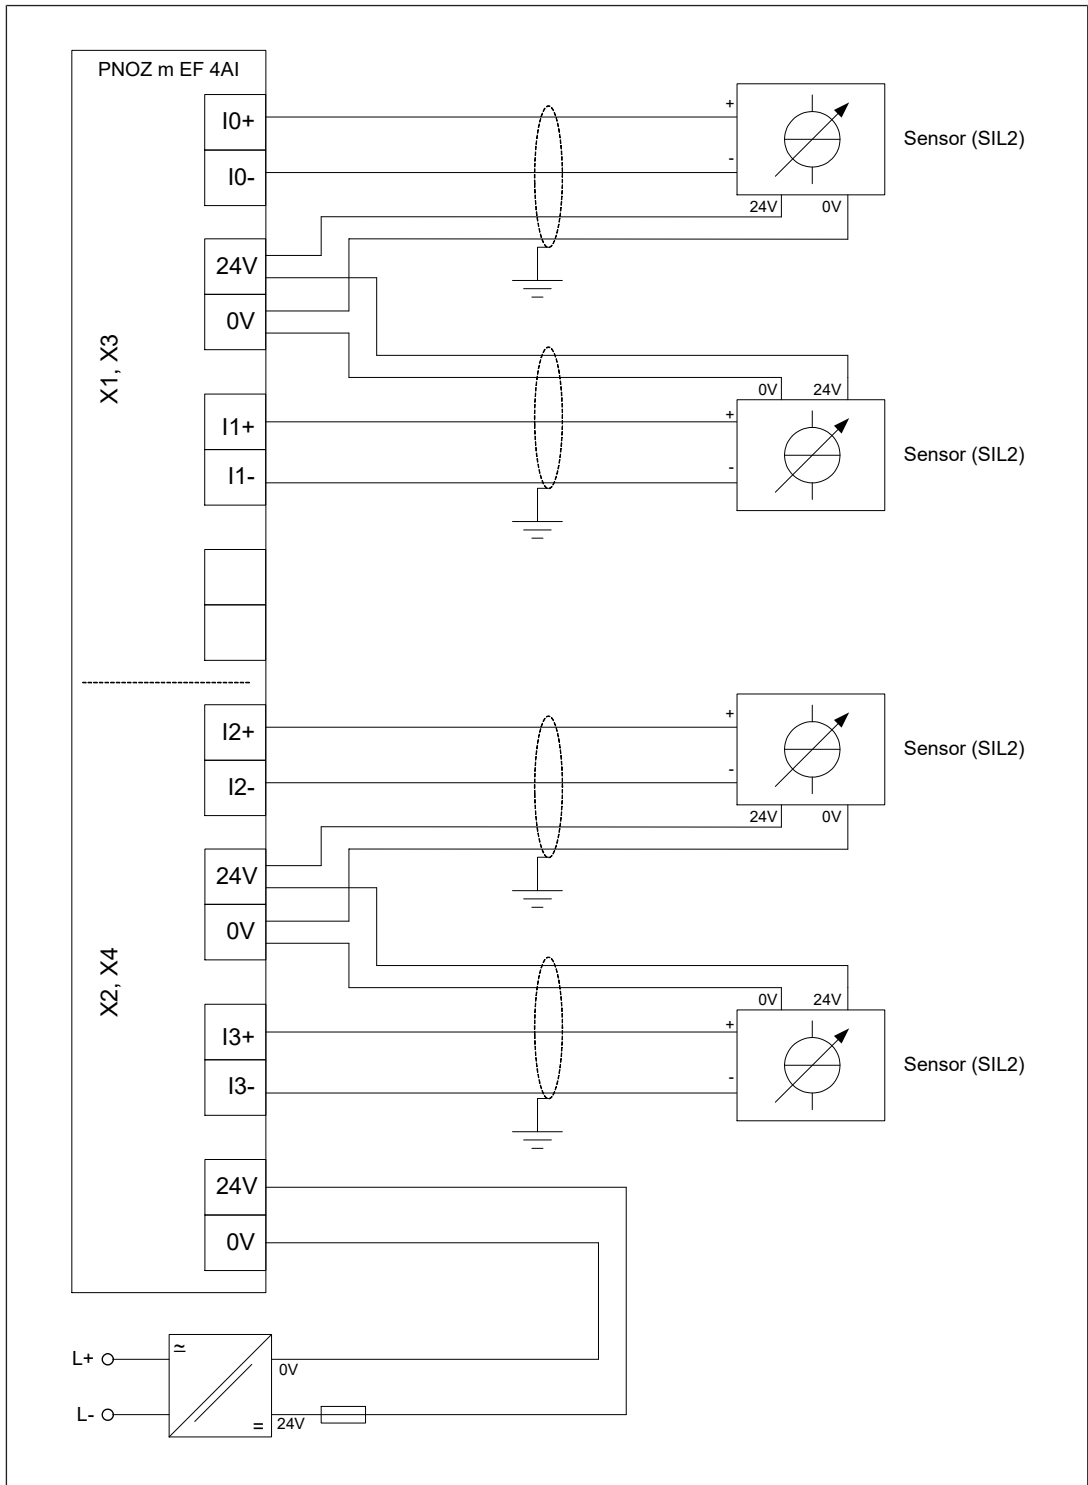 PNOZ m EF 4AI
I0+
+
Sensor (SIL2)
I0-
-
24V 0V
24V
0V
X1, X3
0V 24V
I1+
+
Sensor (SIL2)
I1-
-
I2+
+
Sensor (SIL2)
I2-
-
24V 0V
24V
0V
X2, X4
0V 24V
I3+
+
Sensor (SIL2)
I3-
-
24V
0V
L+
≃
0V
L-
=
24V